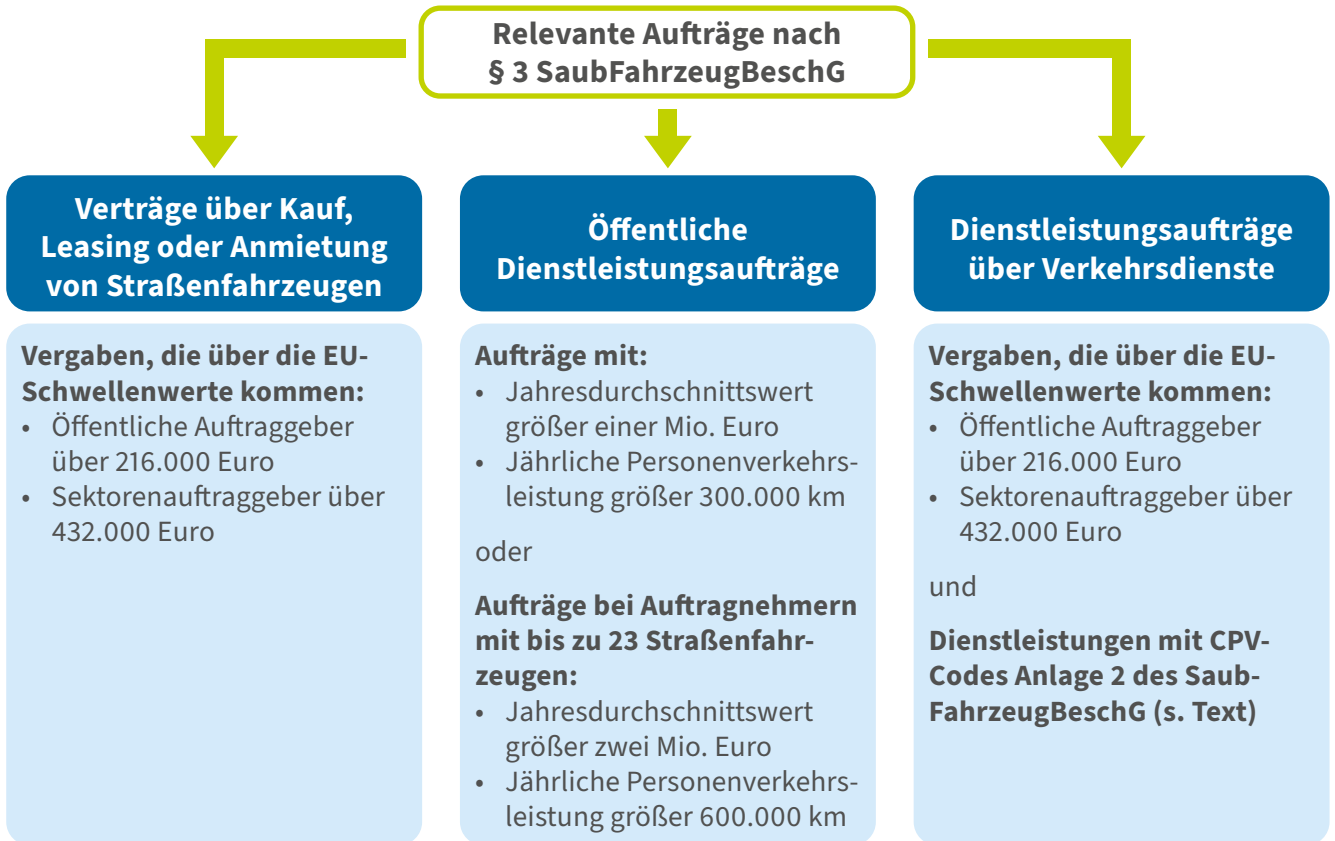 Relevante Aufträge nach
§ 3 SaubFahrzeugBeschG
Verträge über Kauf,
Leasing oder Anmietung
von Straßenfahrzeugen
Vergaben, die über die EU-
Schwellenwerte kommen:
• Öffentliche Auftraggeber
über 216.000 Euro
• Sektorenauftraggeber über
432.000 Euro
Öffentliche
Dienstleistungsaufträge
Aufträge mit:
• Jahresdurchschnittswert
größer einer Mio. Euro
• Jährliche Personenverkehrs-
leistung größer 300.000 km
oder
Aufträge bei Auftragnehmern
mit bis zu 23 Straßenfahr-
zeugen:
• Jahresdurchschnittswert
größer zwei Mio. Euro
• Jährliche Personenverkehrs-
leistung größer 600.000 km
Dienstleistungsaufträge
über Verkehrsdienste
Vergaben, die über die EU-
Schwellenwerte kommen:
• Öffentliche Auftraggeber
über 216.000 Euro
• Sektorenauftraggeber über
432.000 Euro
und
Dienstleistungen mit CPV-
Codes Anlage 2 des Saub-
FahrzeugBeschG (s. Text)